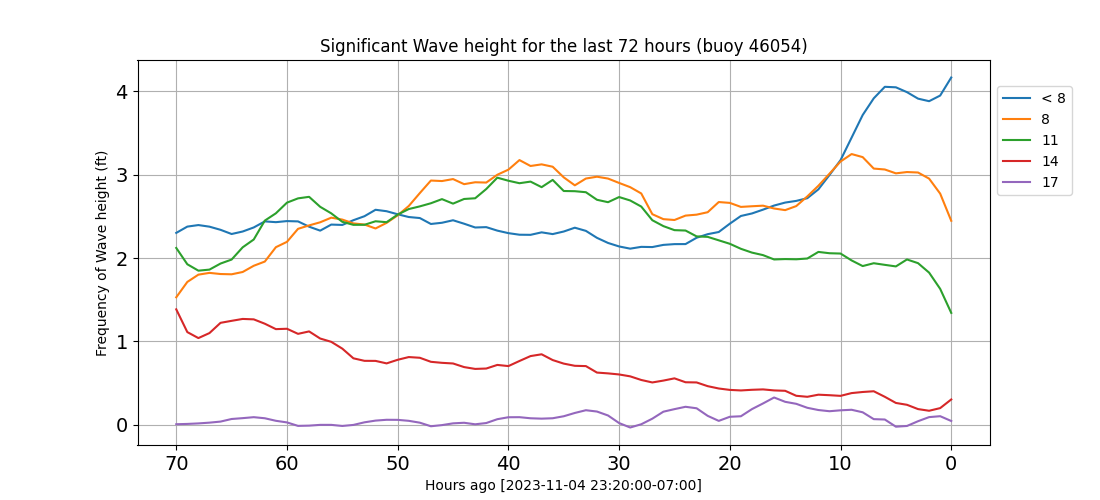 Significant Wave height for the last 72 hours (buoy 46054)
Frequency of Wave height (ft)
4
3
2
1
0
70 60 50 40 30 20 10 0
Hours ago [2023-11-04 23:20:00-07:00]
< 8
8
11
14
17